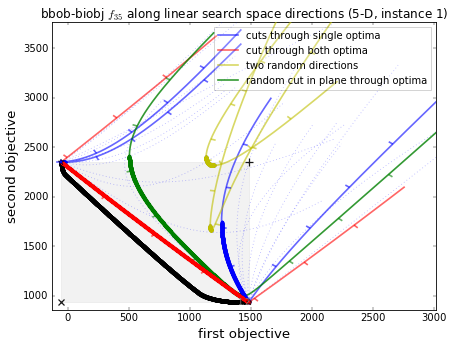 bbob-biobj f35 along linear search space directions (5-D, instance 1)
cuts through single optima
cut through both optima
two random directions
random cut in plane through optima
second objective
3500
3000
2500
2000
1500
1000
0
500
1000
1500
2000
2500
3000
first objective